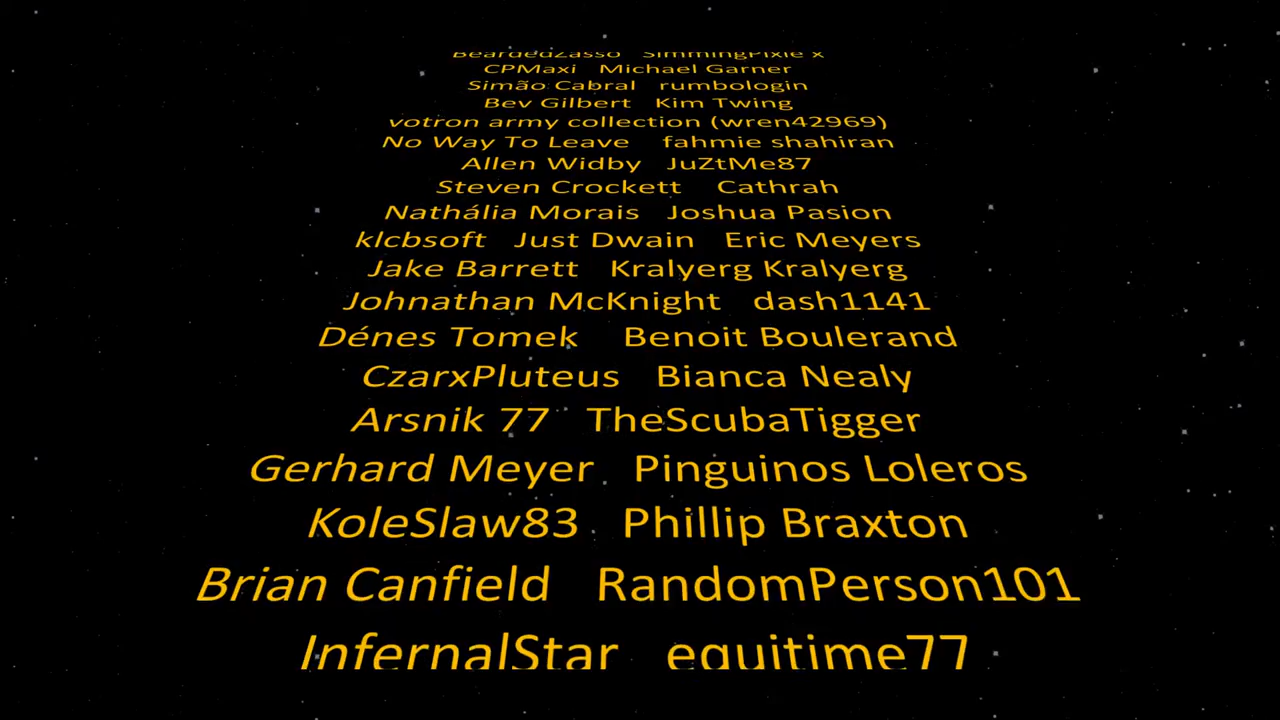 BeardedZasso SimmingPixie x
CPMaxi Michael Garner
Simão Cabral rumbologin
Bev Gilbert Kim Twing
votron army collection (wren42969)
No Way To Leave fahmie shahiran
Allen Widby JuZtMe87
Steven Crockett Cathrah
Nathália Morais Joshua Pasion
klcbsoft Just Dwain Eric Meyers
Jake Barrett Kralyerg Kralyerg
Johnathan McKnight dash1141
Dénes Tomek Benoit Boulerand
CzarxPluteus Bianca Nealy
Arsnik 77 TheScubaTigger
Gerhard Meyer Pinguinos Loleros
KoleSlaw83 Phillip Braxton
Brian Canfield RandomPerson101
InfernalStar equitime77